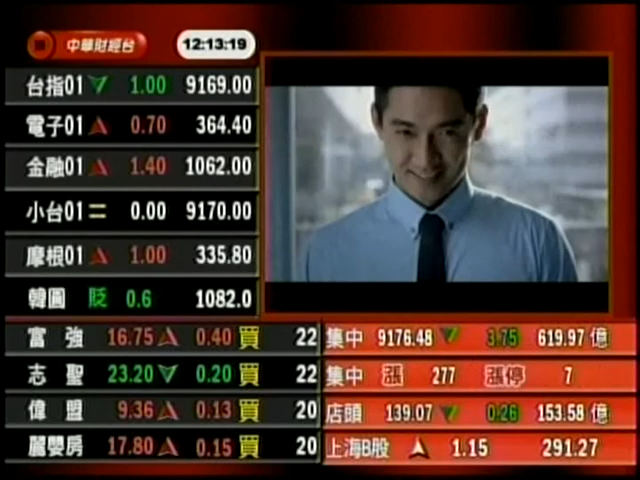 中華財經台 12:13:19
台指01 1.00 9169.00
電子01 0.70 364.40
金融01 1.40 1062.00
小台01 0.00 9170.00
摩根01 1.00 335.80
韓圓 貶 0.6 1082.0
富強 16.75 0.40 買 22
集中 9176.48 3.75 619.97 億
志聖 23.20 0.20 買 22
集中 漲 277 漲停 7
偉盟 9.36 0.13 買 20
店頭 139.07 0.26 153.58 億
麗嬰房 17.80 0.15 買 20
上海B股 1.15 291.27